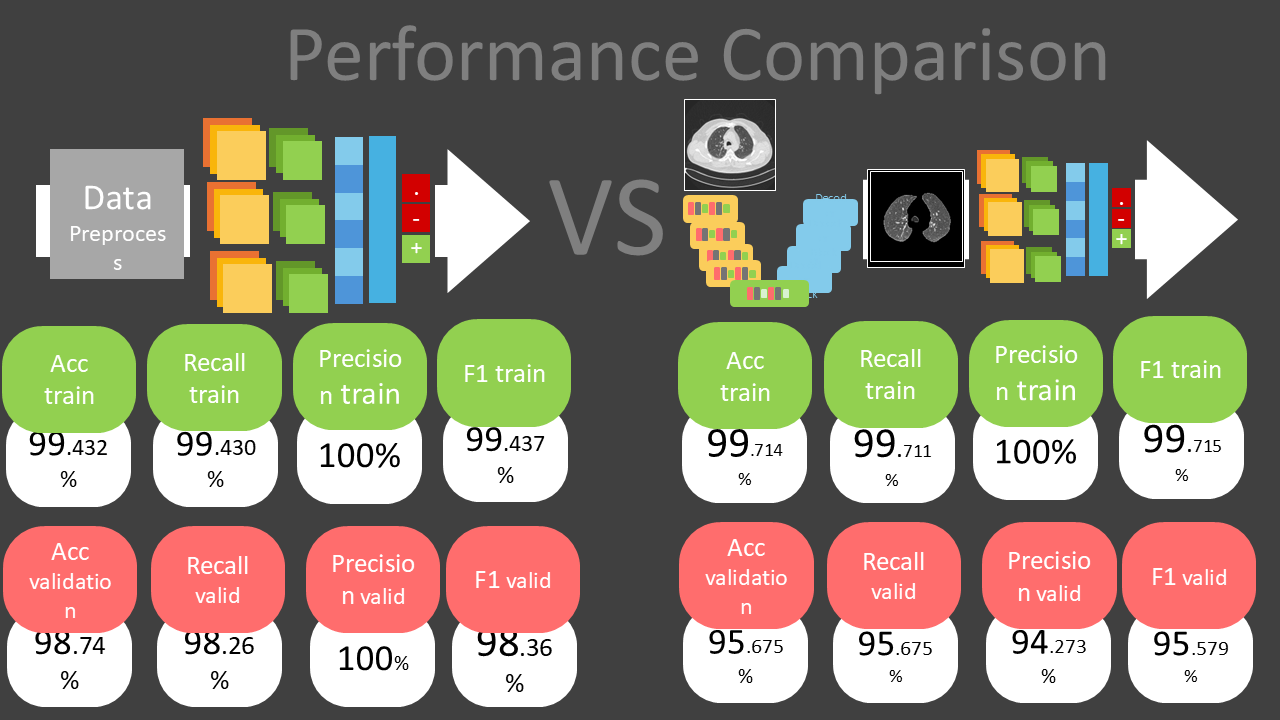 Performance Comparison
Data
Preproces
s
.
-
+
VS
Decod
ck
.
-
+
Acc
train
99.432
%
Recall
train
99.430
%
Precisio
n train
100%
F1 train
99.437
%
Acc
train
99.714
%
Recall
train
99.711
%
Precisio
n train
100%
F1 train
99.715
%
Acc
validatio
n
98.74
%
Recall
valid
98.26
%
Precisio
n valid
100%
F1 valid
98.36
%
Acc
validatio
n
95.675
%
Recall
valid
95.675
%
Precisio
n valid
94.273
%
F1 valid
95.579
%